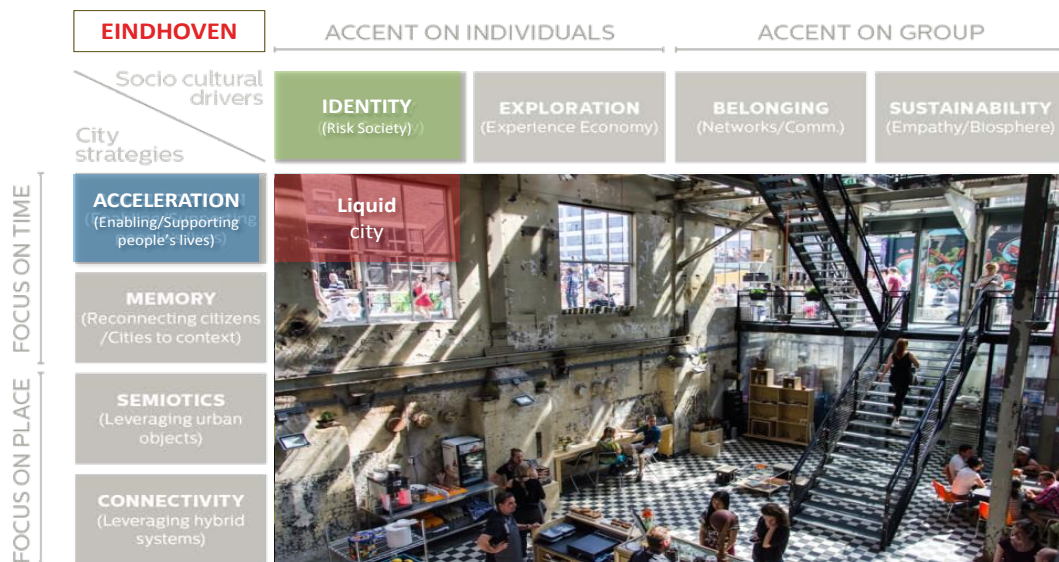 EINDHOVEN
ACCENT ON INDIVIDUALS
ACCENT ON GROUP
Socio cultural
drivers
City
strategies
IDENTITY
(Risk Society)
EXPLORATION
(Experience Economy)
BELONGING
(Networks/Comm.)
SUSTAINABILITY
(Empathy/Biosphere)
FOCUS ON TIME
ACCELERATION
(Enabling/Supporting
people's lives)
Liquid
city
MEMORY
(Reconnecting citizens
/Cities to context)
FOCUS ON PLACE
SEMIOTICS
(Leveraging urban
objects)
CONNECTIVITY
(Leveraging hybrid
systems)